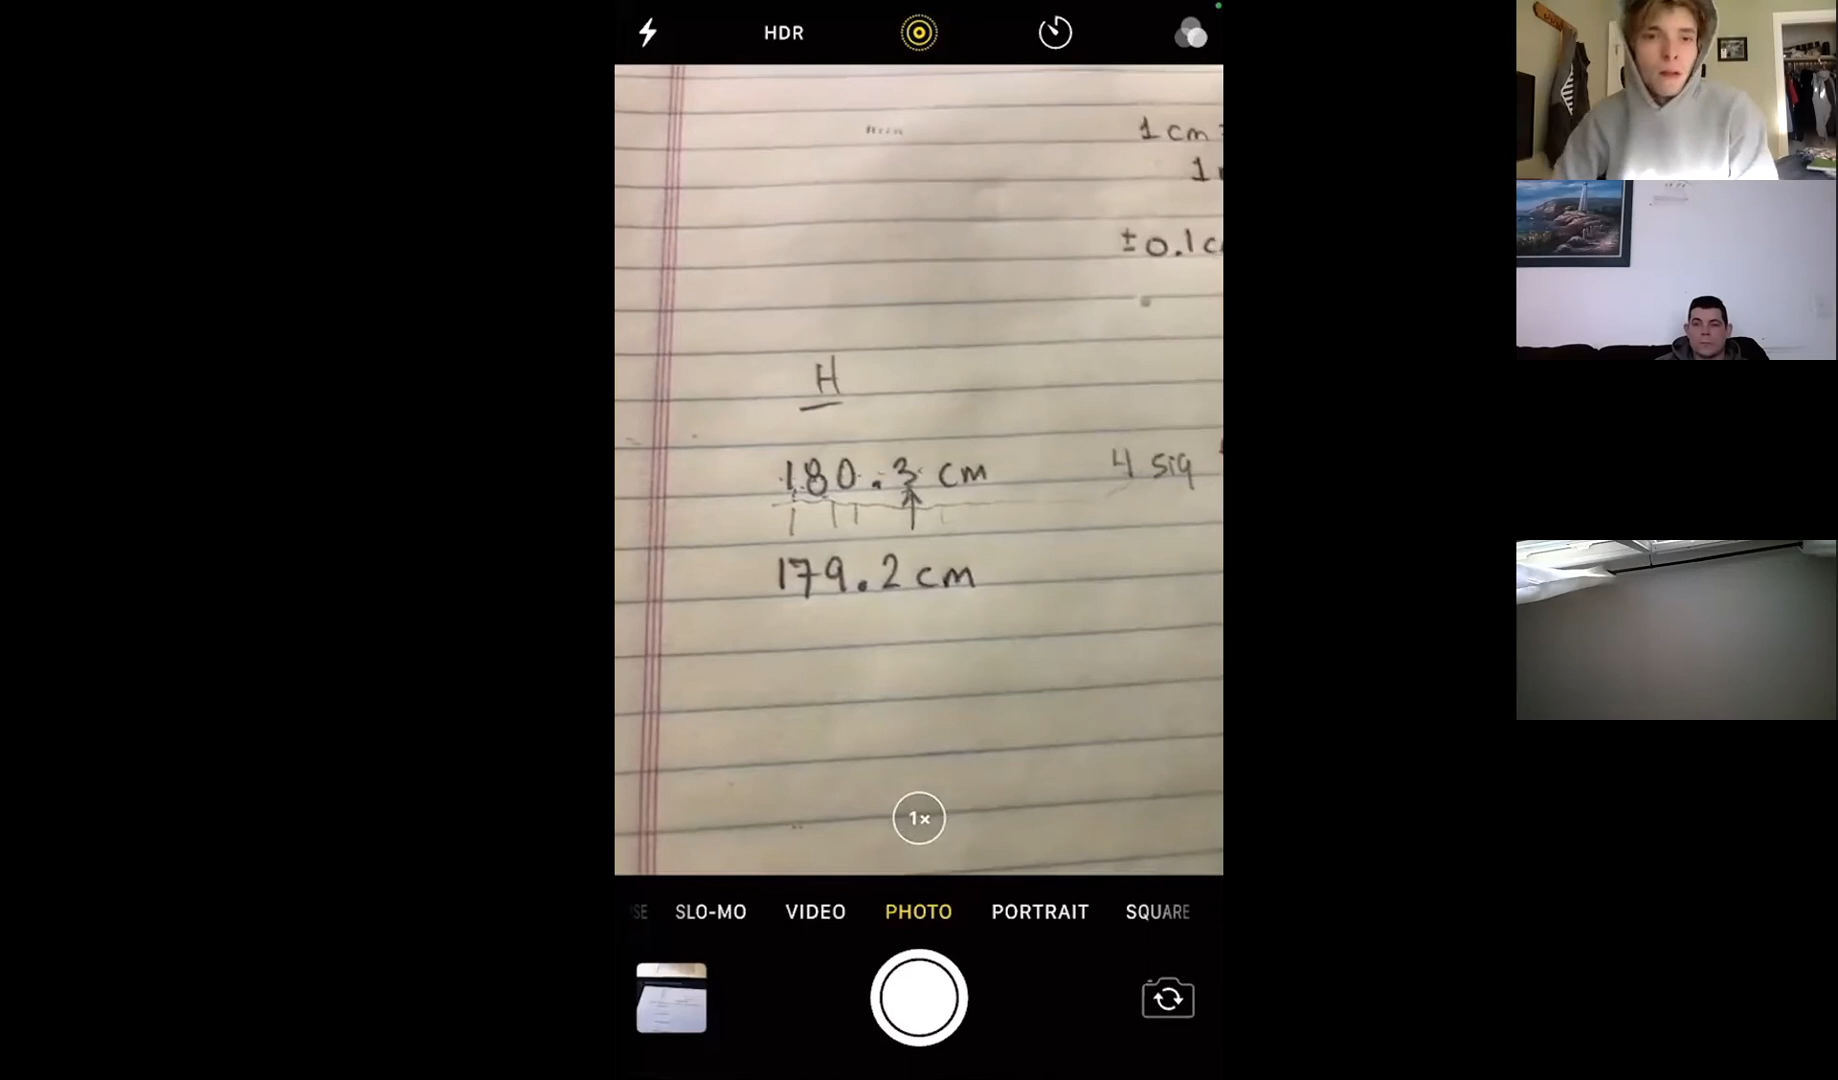 HDR
1 cm =
1
±0.1 c
H
180.3 cm
4 sig
179.2 cm
1×
SLO-MO VIDEO PHOTO PORTRAIT SQUARE